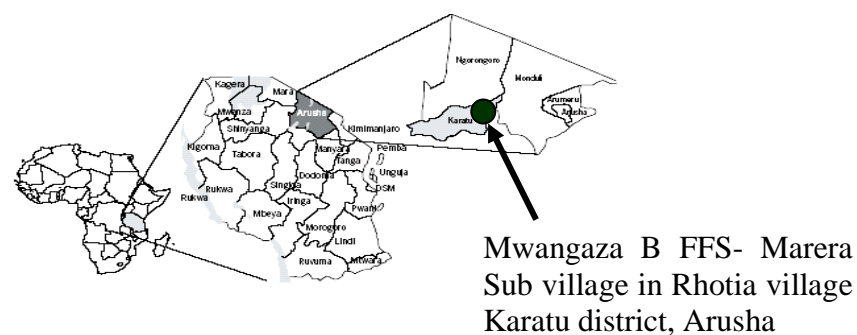 Ngorongoro
Monduli
Arumeru
Arusha
Karatu
Kagera
Mara
Mwanza
Arusha
Shinyanga
Kilimanjaro
Kigoma
Tabora
Manyara
Pemba
Tanga
Dodoma
Unguja
Singida
DSM
Rukwa
Rukwa
Iringa
Pwani
Mbeya
Morogoro
Lindi
Ruvuma
Mtwara
Mwangaza B FFS- Marera
Sub village in Rhotia village
Karatu district, Arusha